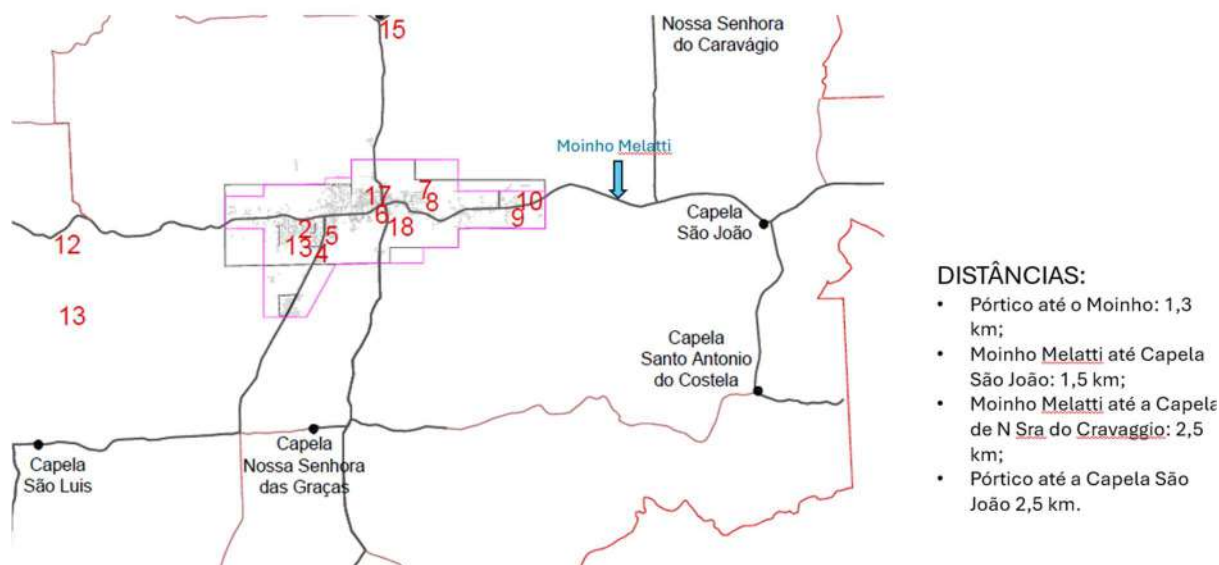 15
Nossa Senhora
do Caravágio
Moinho Melatti
17
7
8
10
6
9
18
2
5
13
4
12
Capela
São João
13
Capela
Santo Antonio
do Costela
Capela
São Luis
Capela
Nossa Senhora
das Graças
DISTÂNCIAS:
• Pórtico até o Moinho: 1,3
km;
• Moinho Melatti até Capela
São João: 1,5 km;
• Moinho Melatti até a Capela
de N Sra do Cravaggio: 2,5
km;
• Pórtico até a Capela São
João 2,5 km.